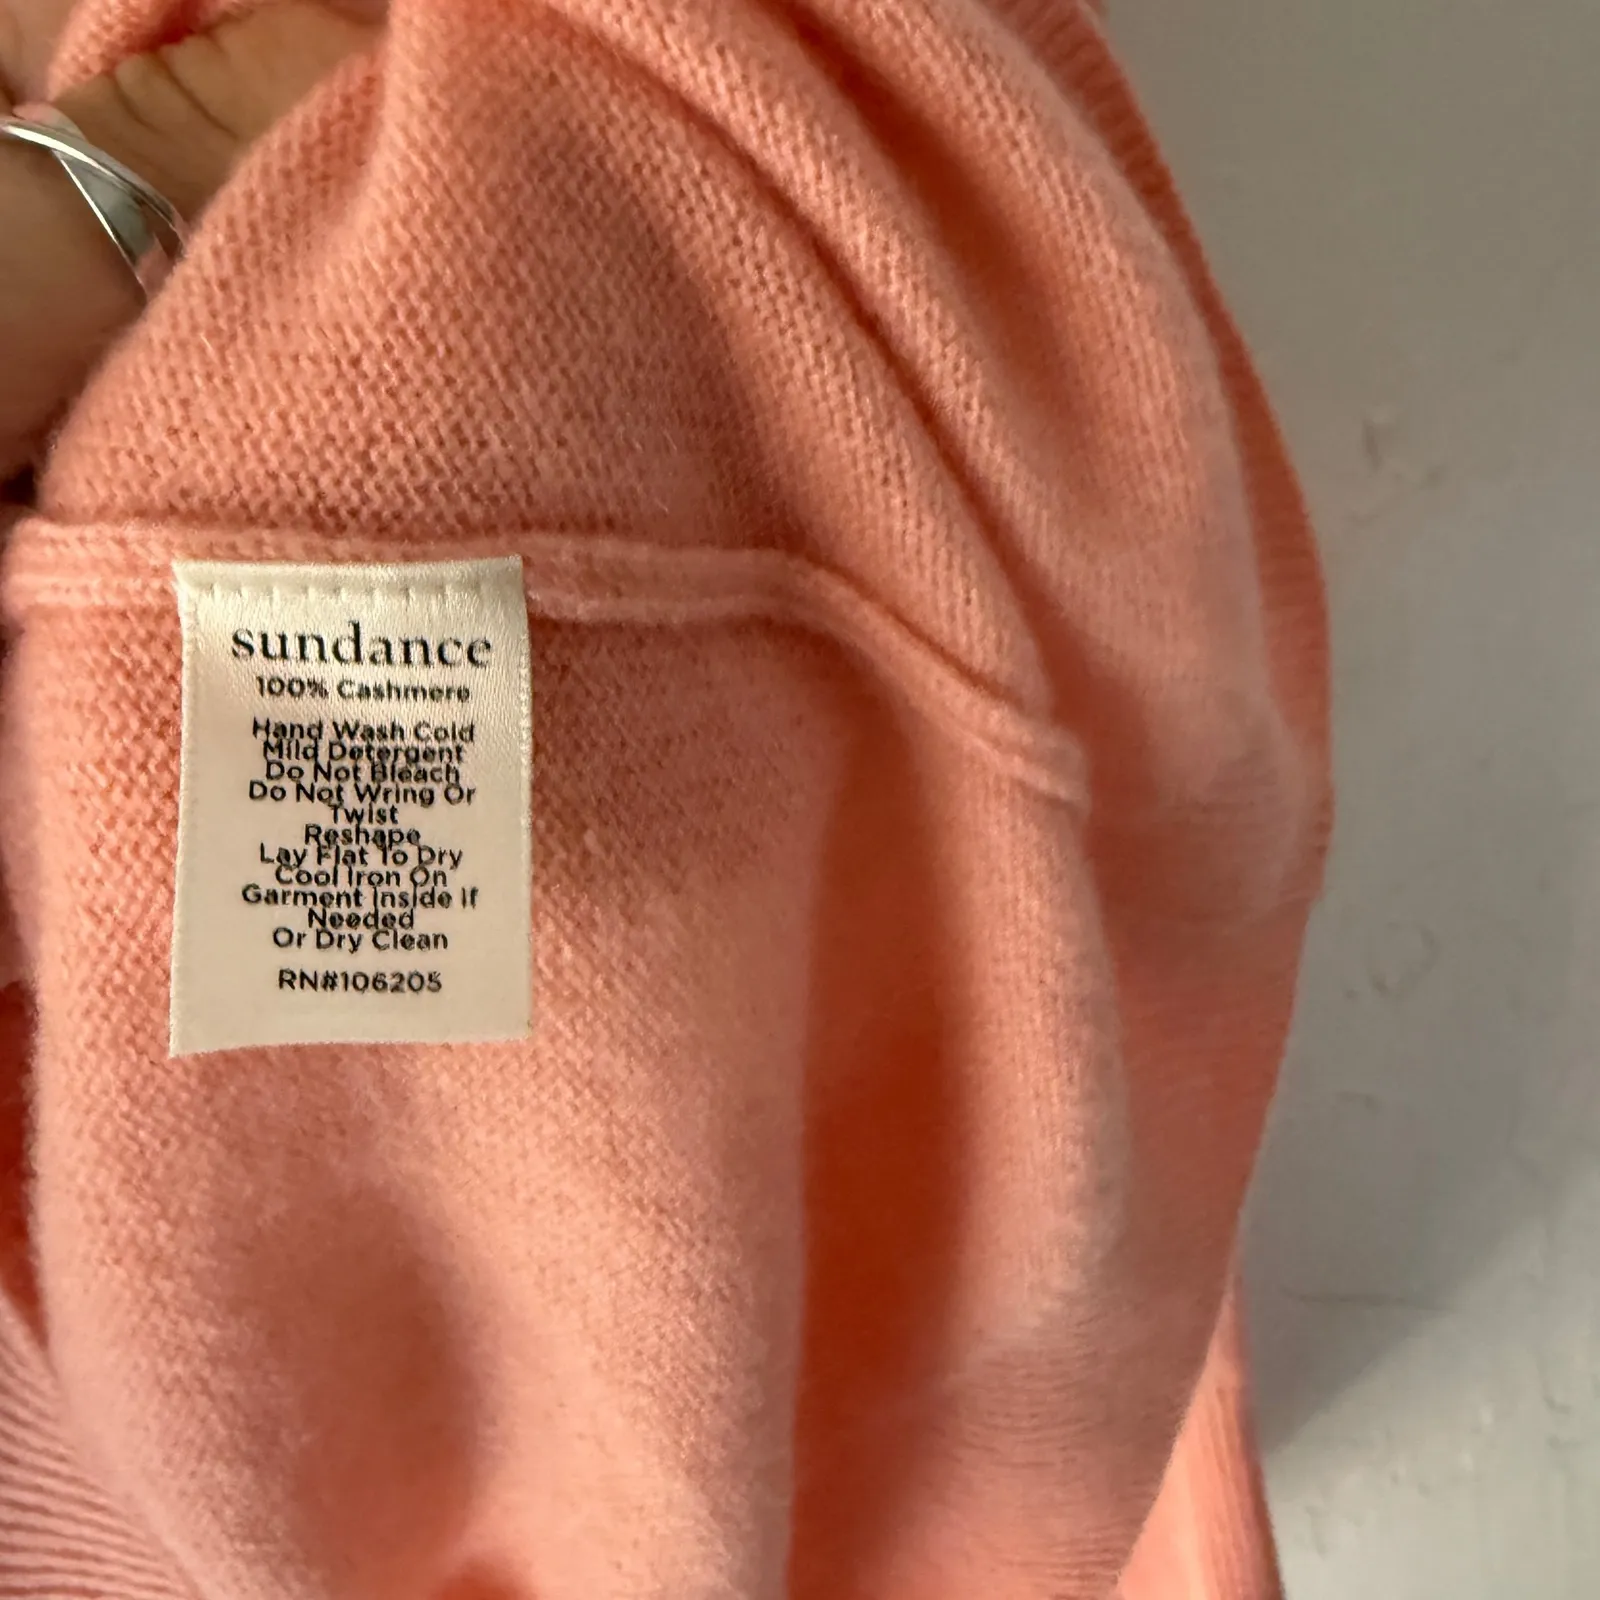 sundance
100% Cashmere
Hand Wash Cold
Mild Detergent
Do Not Bleach
Do Not Wring Or
Twist
Reshape
Lay Flat To Dry
Cool Iron On
Garment Inside If
Needed
Or Dry Clean
RN#106205